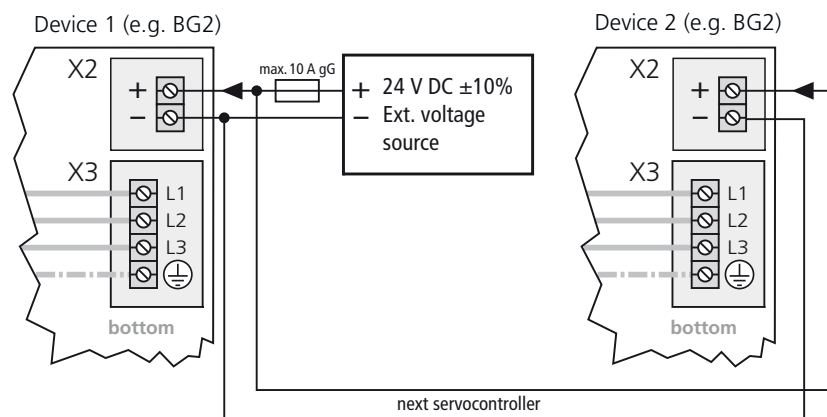 Device 1 (e.g. BG2)
X2
+
−
X3
L1
L2
L3
bottom
max. 10 A gG
+ 24 V DC ±10%
− Ext. voltage
source
next servocontroller
Device 2 (e.g. BG2)
X2
+
−
X3
L1
L2
L3
bottom